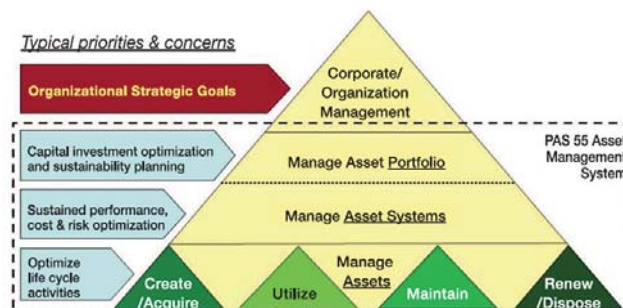 Typical priorities & concerns
Organizational Strategic Goals
Corporate/
Organization
Management
Capital investment optimization
and sustainability planning
Manage Asset Portfolio
PAS 55 Asset
Management
System
Sustained performance,
cost & risk optimization
Manage Asset Systems
Optimize
life cycle
activities
Manage
Assets
Create
/Acquire
Utilize
Maintain
Renew
/Dispose